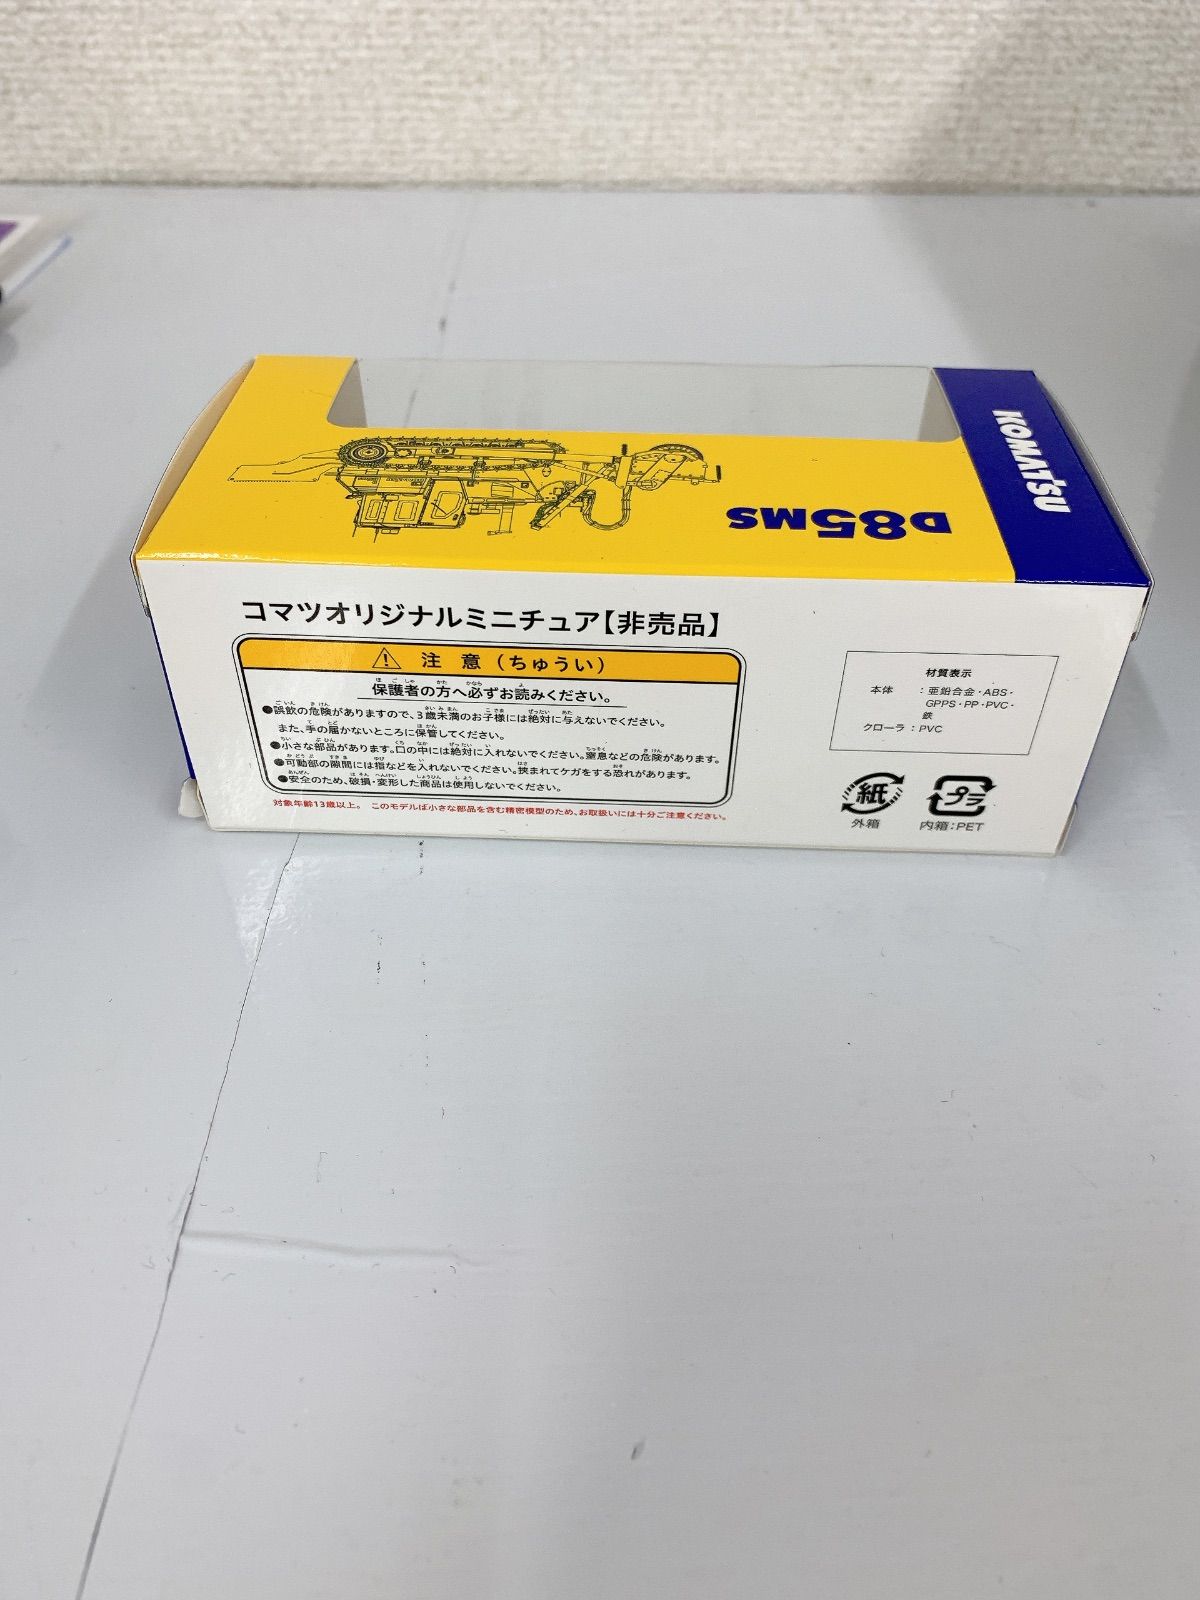 KOMATSU
D85MS
コマツオリジナルミニチュア【非売品】
注 意（ちゅうい）
保護者の方へ必ずお読みください。
●誤飲の危険がありますので、3歳未満のお子様には絶対に与えないでください。
また、手の届かないところに保管してください。
●小さな部品があります。口の中には絶対に入れないでください。窒息などの危険があります。
●可動部の隙間には指などを入れないでください。挟まれてケガをする恐れがあります。
●安全のため、破損・変形した商品は使用しないでください。
対象年齢13歳以上。 このモデルは小さな部品を含む精密模型のため、お取扱いには十分ご注意ください。
材質表示
本体 ：亜鉛合金・ABS・
GPPS・PP・PVC・
鉄
クローラ：PVC
紙
外箱
プラ
内箱：PET